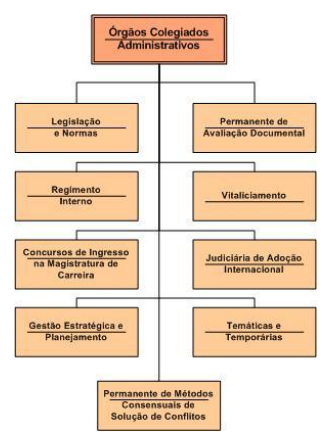 Órgãos Colegiados
Administrativos
Legislação
e Normas
Permanente de
Avaliação Documental
Regimento
Interno
Vitaliciamento
Concursos de Ingresso
na Magistratura de
Carreira
Judiciária de Adoção
Internacional
Gestão Estratégica e
Planejamento
Temáticas e
Temporárias
Permanente de Métodos
Consensuais de
Solução de Conflitos